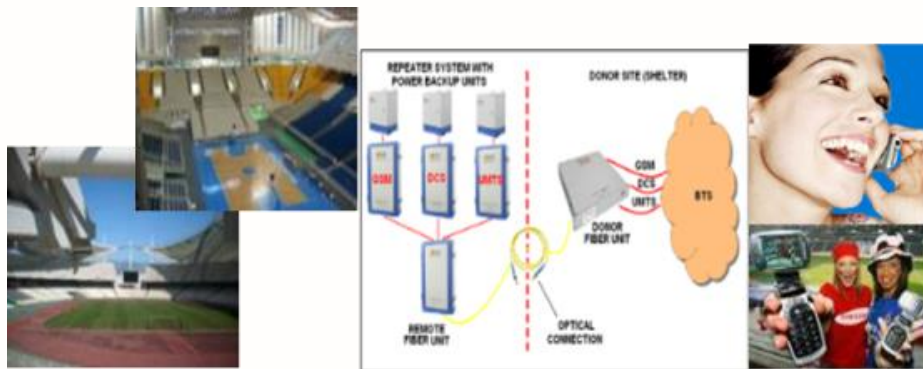 REPEATER SYSTEM WITH
POWER BACKUP UNITS
DONOR SITE (SHELTER)
GSM
DCS
UMTS
GSM
DCS
UMTS
BTS
DONOR
FIBER UNIT
REMOTE
FIBER UNIT
OPTICAL
CONNECTION